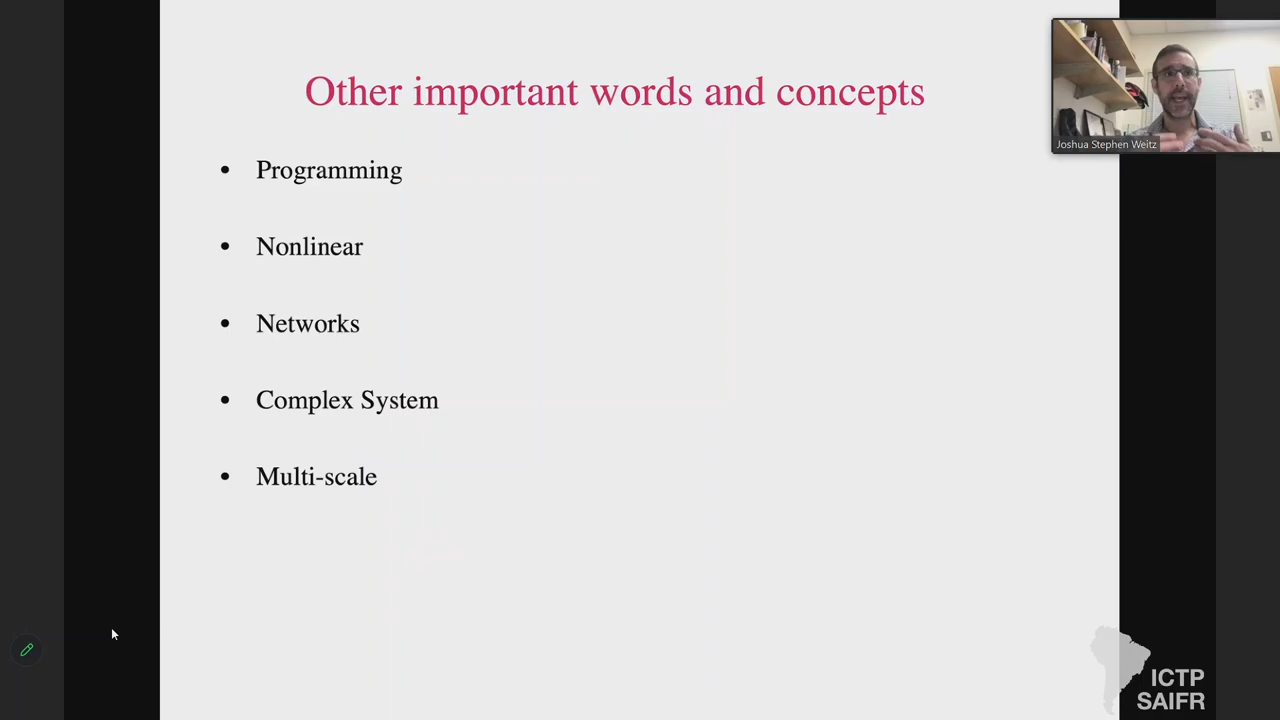 Other important words and concepts
• Programming
• Nonlinear
• Networks
• Complex System
• Multi-scale
Joshua Stephen Weitz
ICTP
SAIFR